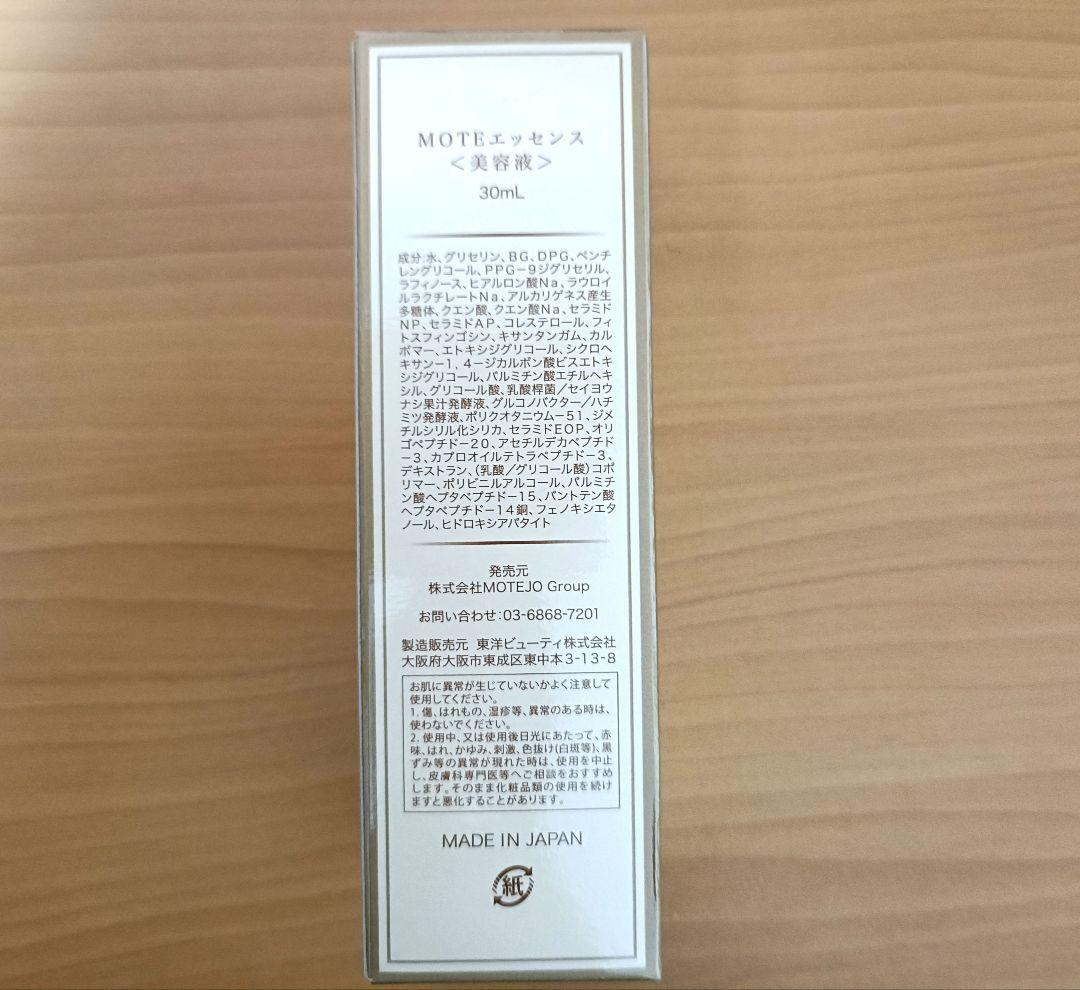 MOTEエッセンス
＜美容液＞
30mL
成分:水、グリセリン、BG、DPG、ペンチ
レングリコール、PPG－9ジグリセリル、
ラフィノース、ヒアルロン酸Na、ラウロイ
ルラクチレートNa、アルカリゲネス産生
多糖体、クエン酸、クエン酸Na、セラミド
NP、セラミドAP、コレステロール、フィ
トスフィンゴシン、キサンタンガム、カル
ボマー、エトキシジグリコール、シクロヘ
キサン－1, 4－ジカルボン酸ビスエトキ
シジグリコール、パルミチン酸エチルヘキ
シル、グリコール酸、乳酸桿菌／セイヨウ
ナシ果汁発酵液、グルコノバクター／ハチ
ミツ発酵液、ポリクオタニウム－51、ジメ
チルシリル化シリカ、セラミドEOP、オリ
ゴペプチド－20、アセチルデカペプチド
－3、カプロオイルテトラペプチド－3、
デキストラン、(乳酸／グリコール酸)コポ
リマー、ポリビニルアルコール、パルミチ
ン酸ヘプタペプチド－15、パントテン酸
ヘプタペプチド－14銅、フェノキシエタ
ノール、ヒドロキシアパタイト
発売元
株式会社MOTEJO Group
お問い合わせ:03-6868-7201
製造販売元 東洋ビューティ株式会社
大阪府大阪市東成区東中本3-13-8
お肌に異常が生じていないかよく注意して
使用してください。
1. 傷、はれもの、湿疹等、異常のある時は、
使わないでください。
2. 使用中、又は使用後日光にあたって、赤
味、はれ、かゆみ、刺激、色抜け(白斑等)、黒
ずみ等の異常が現れた時は、使用を中止
し、皮膚科専門医等へご相談をおすすめ
します。そのまま化粧品類の使用を続け
ますと悪化することがあります。
MADE IN JAPAN
紙